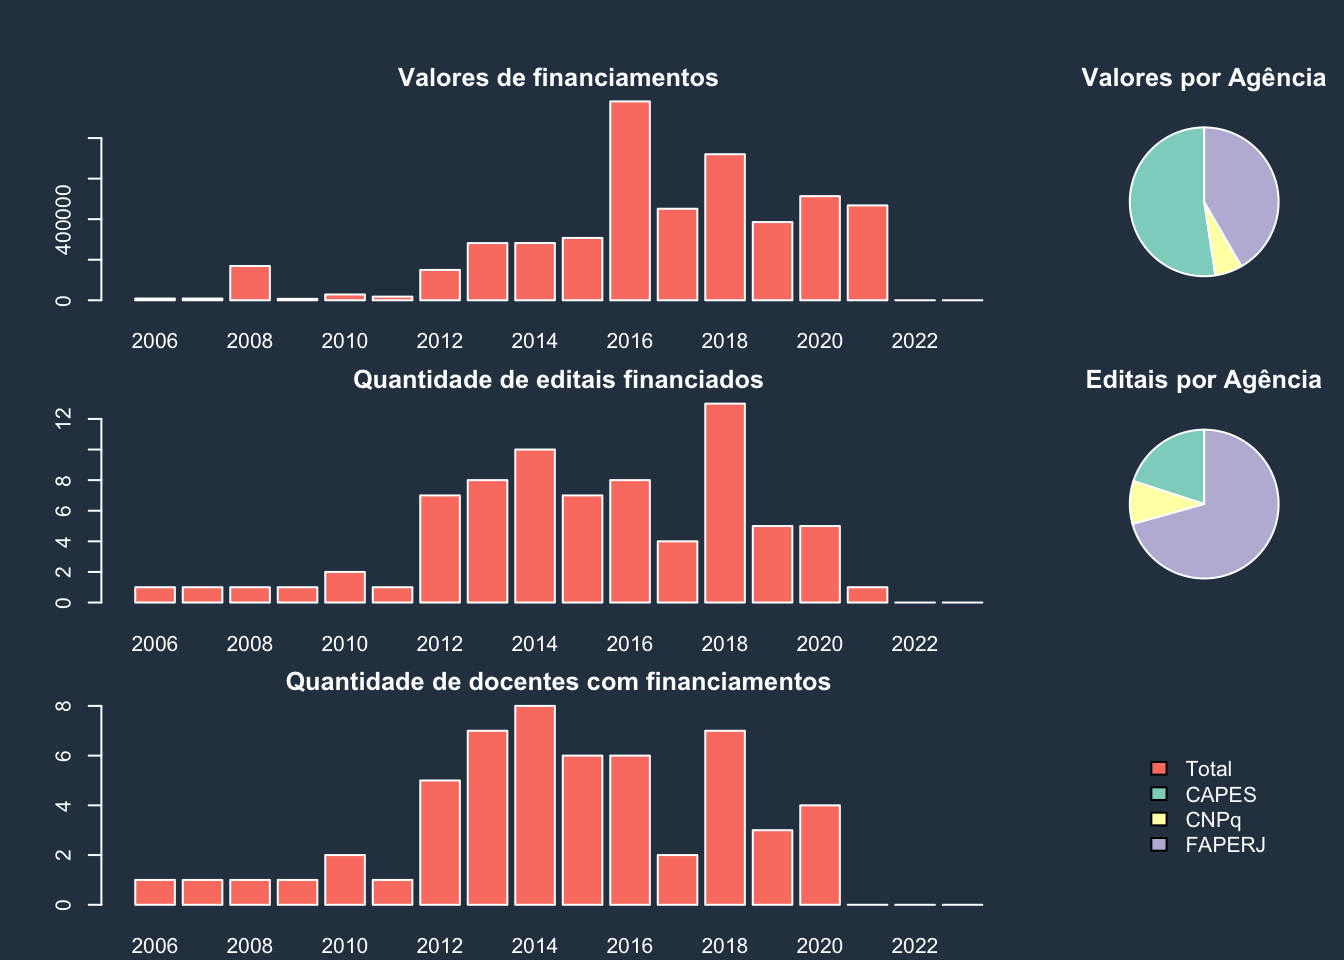 Valores de financiamentos
0
400000
2006 2008 2010 2012 2014 2016 2018 2020 2022
Valores por Agência
Quantidade de editais financiados
0 2 4 6 8 12
2006 2008 2010 2012 2014 2016 2018 2020 2022
Editais por Agência
Quantidade de docentes com financiamentos
0 2 4 6 8
2006 2008 2010 2012 2014 2016 2018 2020 2022
Total
CAPES
CNPq
FAPERJ